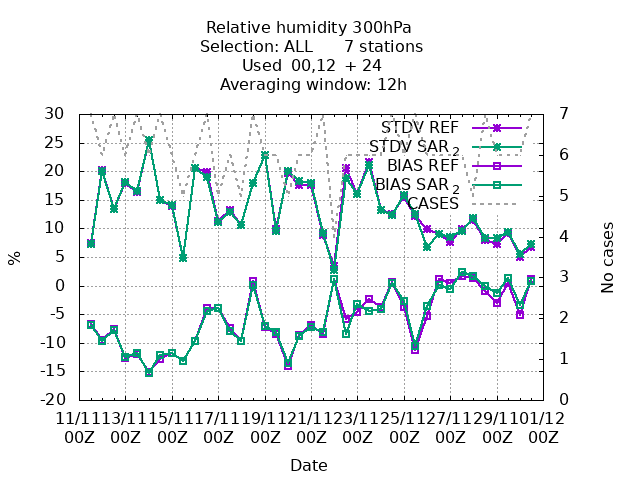 Relative humidity 300hPa
Selection: ALL 7 stations
Used 00,12 + 24
Averaging window: 12h
STDV REF
STDV SAR2
BIAS REF
BIAS SAR2
CASES
30
25
20
15
10
5
0
-5
-10
-15
-20
%
7
6
5
4
3
2
1
0
No cases
11/11 13/11 15/11 17/11 19/11 21/11 23/11 25/11 27/11 29/11 01/12
00Z 00Z 00Z 00Z 00Z 00Z 00Z 00Z 00Z 00Z 00Z
Date